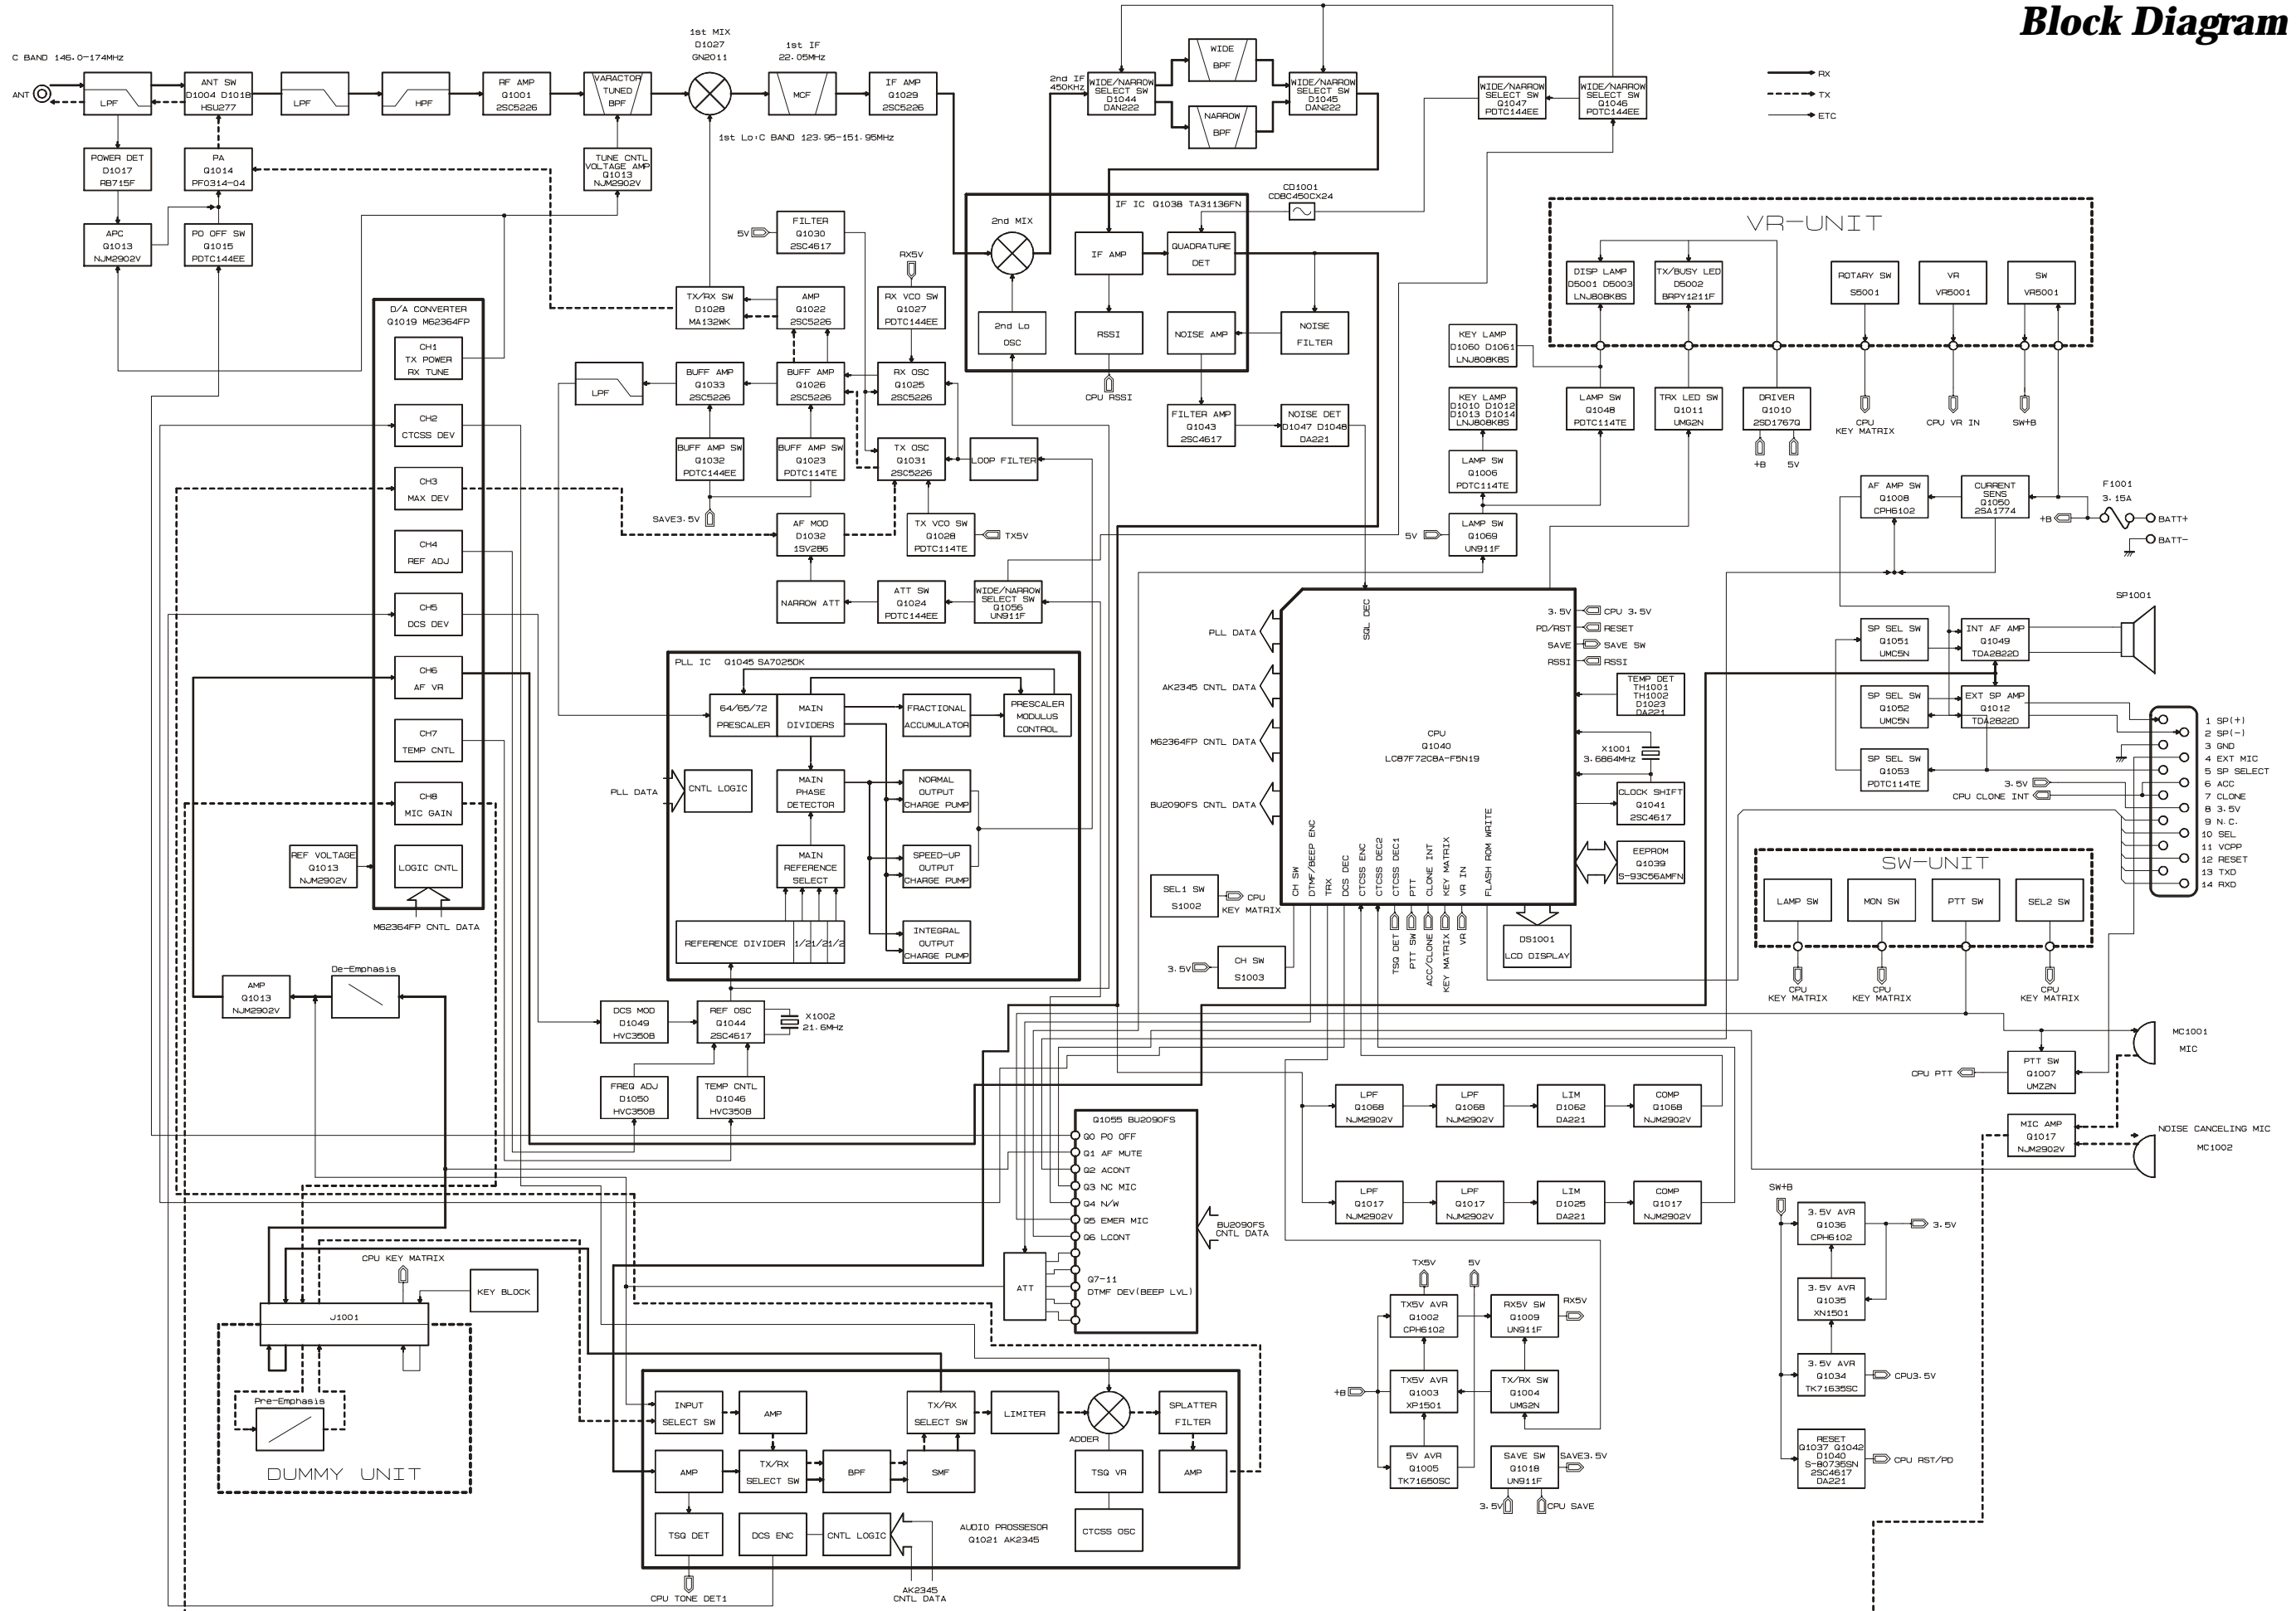 Block Diagram
C BAND 146.0-174MHz
ANT
LPF
ANT SW
D1004 D1018
HSU277
LPF
HPF
RF AMP
Q1001
2SC5226
VARACTOR
TUNED
BPF
1st MIX
D1027
GN2011
1st IF
22.05MHz
MCF
IF AMP
Q1029
2SC5226
2nd IF
450KHz
WIDE/NARROW
SELECT SW
D1044
DAN222
WIDE
BPF
NARROW
BPF
WIDE/NARROW
SELECT SW
D1045
DAN222
WIDE/NARROW
SELECT SW
Q1047
PDTC144EE
WIDE/NARROW
SELECT SW
Q1046
PDTC144EE
RX
TX
ETC
1st Lo:C BAND 123.95-151.95MHz
POWER DET
D1017
RB715F
PA
Q1014
PF0314-04
TUNE CNTL
VOLTAGE AMP
Q1013
NJM2902V
APC
Q1013
NJM2902V
PO OFF SW
Q1015
PDTC144EE
5V
FILTER
Q1030
2SC4617
RX5V
CD1001
CDBC450CX24
IF IC Q1038 TA31136FN
2nd MIX
IF AMP
QUADRATURE
DET
2nd Lo
OSC
RSSI
NOISE AMP
NOISE
FILTER
CPU RSSI
FILTER AMP
Q1043
2SC4617
NOISE DET
D1047 D1048
DA221
VR-UNIT
DISP LAMP
D5001 D5003
LNJ808K8S
TX/BUSY LED
D5002
BRPY1211F
ROTARY SW
S5001
VR
VR5001
SW
VR5001
KEY LAMP
D1060 D1061
LNJ808K8S
KEY LAMP
D1010 D1012
D1013 D1014
LNJ808K8S
LAMP SW
Q1048
PDTC114TE
TRX LED SW
Q1011
UMG2N
DRIVER
Q1010
2SD1767Q
+B
5V
CPU
KEY MATRIX
CPU VR IN
SW+B
LAMP SW
Q1006
PDTC114TE
5V
LAMP SW
Q1069
UN911F
AF AMP SW
Q1008
CPH6102
CURRENT
SENS
Q1050
2SA1774
+B
F1001
3.15A
BATT+
BATT-
D/A CONVERTER
Q1019 M62364FP
CH1
TX POWER
RX TUNE
CH2
CTCSS DEV
CH3
MAX DEV
CH4
REF ADJ
CH5
DCS DEV
CH6
AF VR
CH7
TEMP CNTL
CH8
MIC GAIN
LOGIC CNTL
REF VOLTAGE
Q1013
NJM2902V
M62364FP CNTL DATA
TX/RX SW
D1028
MA132WK
AMP
Q1022
2SC5226
RX VCO SW
Q1027
PDTC144EE
LPF
BUFF AMP
Q1033
2SC5226
BUFF AMP
Q1026
2SC5226
RX OSC
Q1025
2SC5226
BUFF AMP SW
Q1032
PDTC144EE
BUFF AMP SW
Q1023
PDTC114TE
TX OSC
Q1031
2SC5226
LOOP FILTER
SAVE3.5V
AF MOD
D1032
1SV286
TX VCO SW
Q1028
PDTC114TE
TX5V
NARROW ATT
ATT SW
Q1024
PDTC144EE
WIDE/NARROW
SELECT SW
Q1056
UN911F
PLL IC Q1045 SA7025DK
64/65/72
PRESCALER
MAIN
DIVIDERS
FRACTIONAL
ACCUMULATOR
PRESCALER
MODULUS
CONTROL
PLL DATA
CNTL LOGIC
MAIN
PHASE
DETECTOR
NORMAL
OUTPUT
CHARGE PUMP
MAIN
REFERENCE
SELECT
SPEED-UP
OUTPUT
CHARGE PUMP
REFERENCE DIVIDER
1/2
1/2
1/2
INTEGRAL
OUTPUT
CHARGE PUMP
SQL DEC
PLL DATA
AK2345 CNTL DATA
M62364FP CNTL DATA
BU2090FS CNTL DATA
CPU
Q1040
LC87F72C8A-F5N19
3.5V
CPU 3.5V
PD/RST
RESET
SAVE
SAVE SW
RSSI
RSSI
TEMP DET
TH1001
TH1002
D1023
DA221
X1001
3.6864MHz
CLOCK SHIFT
Q1041
2SC4617
EEPROM
Q1039
S-93C56AMFN
CH SW
DTMF/BEEP ENC
TRX
DCS DEC
CTCSS ENC
CTCSS DEC2
CTCSS DEC1
PTT
CLONE INT
KEY MATRIX
VR IN
FLASH ROM WRITE
TSQ DET
PTT SW
ACC/CLONE
KEY MATRIX
VR
DS1001
LCD DISPLAY
SEL1 SW
S1002
CPU
KEY MATRIX
3.5V
CH SW
S1003
SP1001
SP SEL SW
Q1051
UMC5N
INT AF AMP
Q1049
TDA2822D
SP SEL SW
Q1052
UMC5N
EXT SP AMP
Q1012
TDA2822D
SP SEL SW
Q1053
PDTC114TE
3.5V
CPU CLONE INT
1 SP(+)
2 SP(-)
3 GND
4 EXT MIC
5 SP SELECT
6 ACC
7 CLONE
8 3.5V
9 N.C.
10 SEL
11 VCPP
12 RESET
13 TXD
14 RXD
SW-UNIT
LAMP SW
MON SW
PTT SW
SEL2 SW
CPU
KEY MATRIX
CPU
KEY MATRIX
CPU
KEY MATRIX
AMP
Q1013
NJM2902V
De-Emphasis
DCS MOD
D1049
HVC350B
REF OSC
Q1044
2SC4617
X1002
21.6MHz
FREQ ADJ
D1050
HVC350B
TEMP CNTL
D1046
HVC350B
MC1001
MIC
CPU PTT
PTT SW
Q1007
UMZ2N
MIC AMP
Q1017
NJM2902V
NOISE CANCELING MIC
MC1002
LPF
Q1068
NJM2902V
LPF
Q1068
NJM2902V
LIM
D1062
DA221
COMP
Q1068
NJM2902V
LPF
Q1017
NJM2902V
LPF
Q1017
NJM2902V
LIM
D1025
DA221
COMP
Q1017
NJM2902V
Q1055 BU2090FS
Q0 PO OFF
Q1 AF MUTE
Q2 ACONT
Q3 NC MIC
Q4 N/W
Q5 EMER MIC
Q6 LCONT
Q7-11
DTMF DEV(BEEP LVL)
ATT
BU2090FS
CNTL DATA
SW+B
3.5V AVR
Q1036
CPH6102
3.5V
3.5V AVR
Q1035
XN1501
3.5V AVR
Q1034
TK71635SC
CPU3.5V
RESET
Q1037 Q1042
D1040
S-80735SN
2SC4617
DA221
CPU RST/PD
CPU KEY MATRIX
KEY BLOCK
J1001
Pre-Emphasis
DUMMY UNIT
TX5V
5V
TX5V AVR
Q1002
CPH6102
RX5V SW
Q1009
UN911F
RX5V
+B
TX5V AVR
Q1003
XP1501
TX/RX SW
Q1004
UMG2N
5V AVR
Q1005
TK71650SC
SAVE SW
Q1018
UN911F
SAVE3.5V
3.5V
CPU SAVE
INPUT
SELECT SW
AMP
TX/RX
SELECT SW
LIMITER
ADDER
SPLATTER
FILTER
AMP
TX/RX
SELECT SW
BPF
SMF
TSQ VR
AMP
TSQ DET
DCS ENC
CNTL LOGIC
AUDIO PROSSESOR
Q1021 AK2345
CTCSS OSC
CPU TONE DET1
AK2345
CNTL DATA